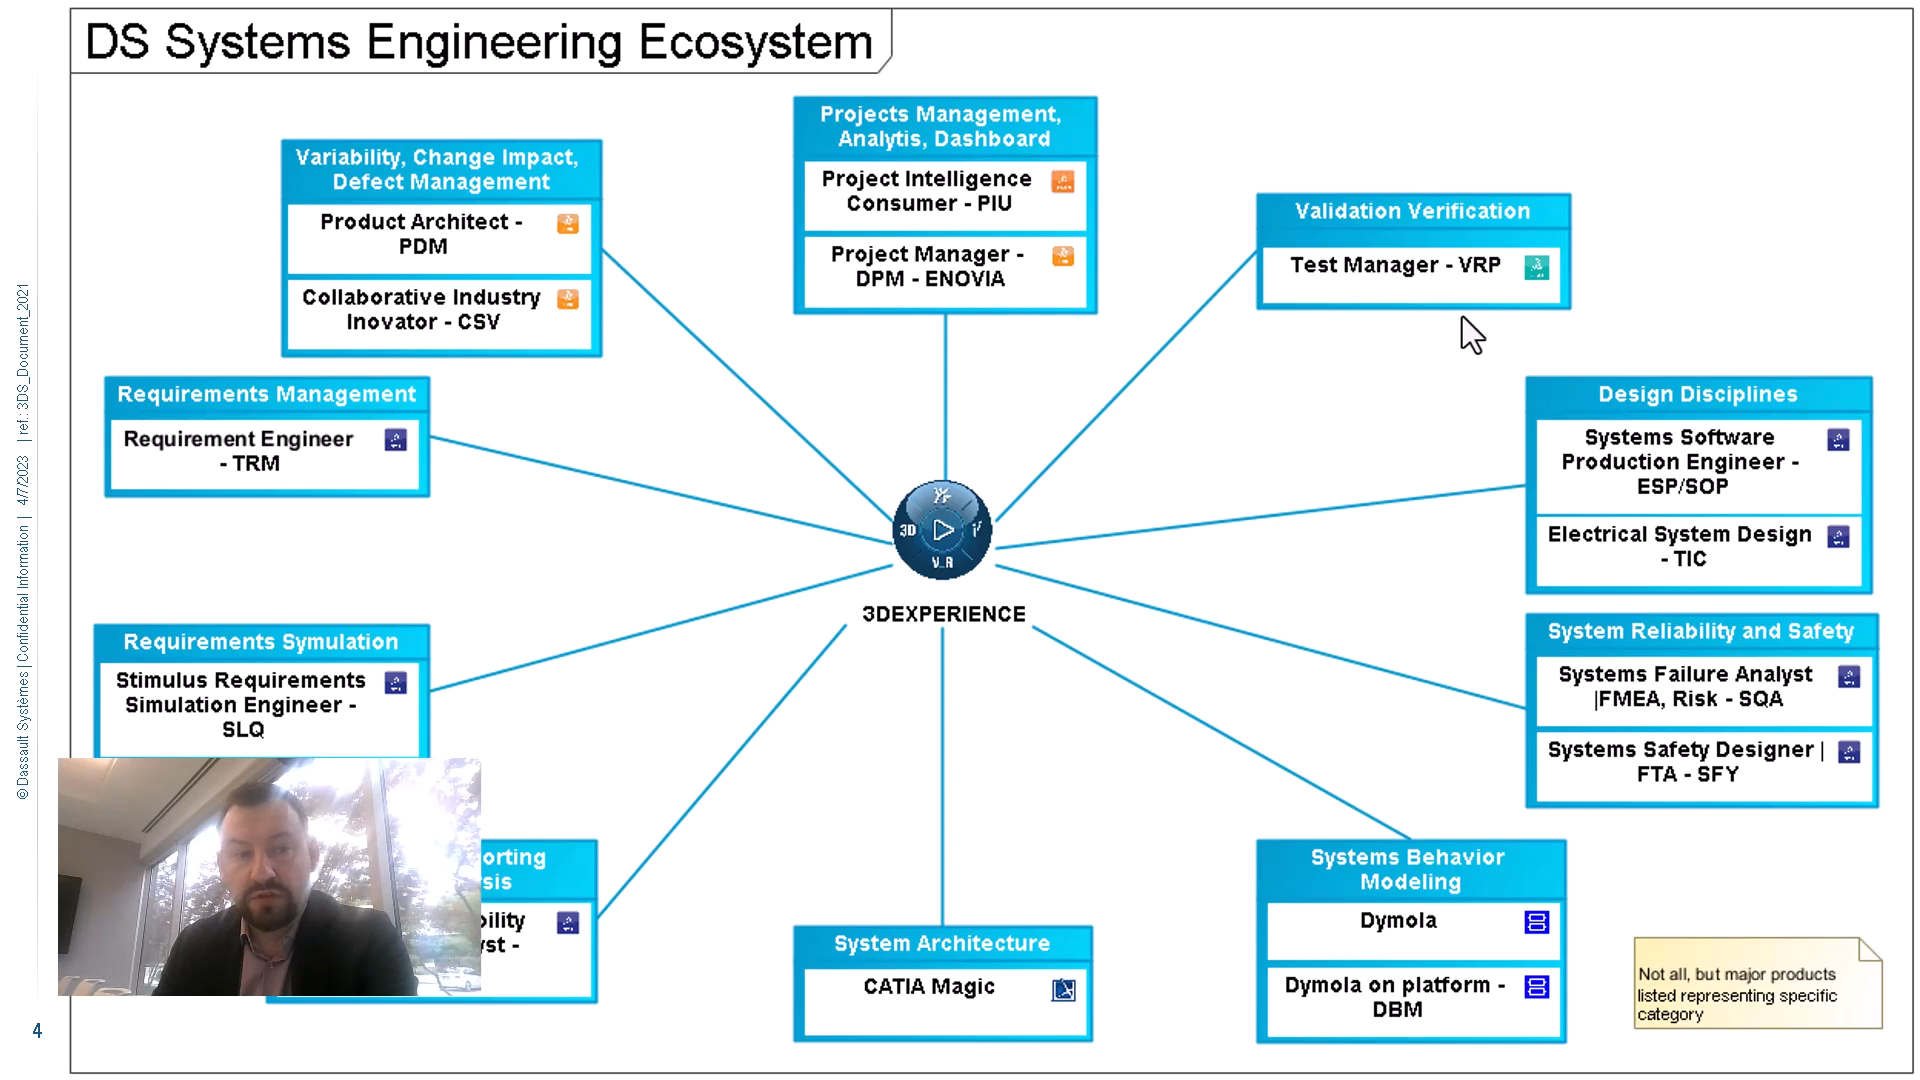 DS Systems Engineering Ecosystem
Projects Management,
Analytis, Dashboard
Project Intelligence
Consumer - PIU
Project Manager -
DPM - ENOVIA
Variability, Change Impact,
Defect Management
Product Architect -
PDM
Collaborative Industry
Inovator - CSV
Validation Verification
Test Manager - VRP
Requirements Management
Requirement Engineer
- TRM
Design Disciplines
Systems Software
Production Engineer -
ESP/SOP
Electrical System Design
- TIC
3D
V.R
3DEXPERIENCE
Requirements Symulation
Stimulus Requirements
Simulation Engineer -
SLQ
System Reliability and Safety
Systems Failure Analyst
|FMEA, Risk - SQA
Systems Safety Designer |
FTA - SFY
orting
sis
bility
yst -
System Architecture
CATIA Magic
Systems Behavior
Modeling
Dymola
Dymola on platform -
DBM
Not all, but major products
listed representing specific
category
© Dassault Systèmes | Confidential Information | 4/7/2023 | ref.: 3DS_Document_2021
4